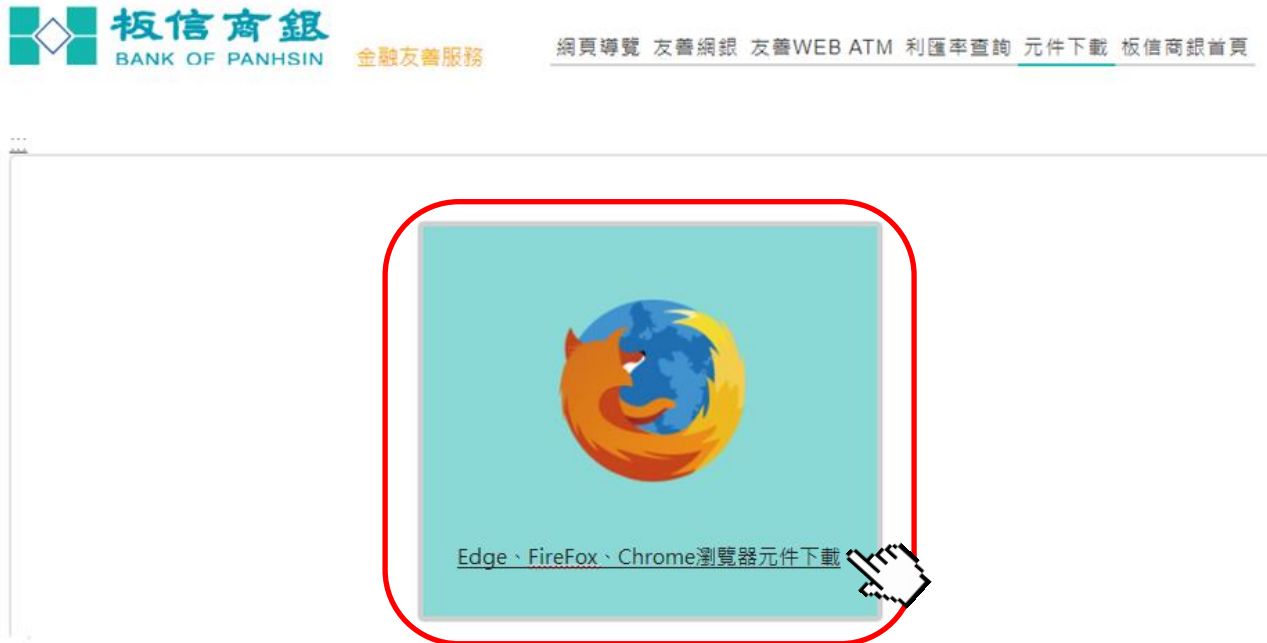 板信商銀
BANK OF PANHSIN
金融友善服務
網頁導覽 友善網銀 友善WEB ATM 利匯率查詢 元件下載 板信商銀首頁
:::
Edge、FireFox、Chrome瀏覽器元件下載